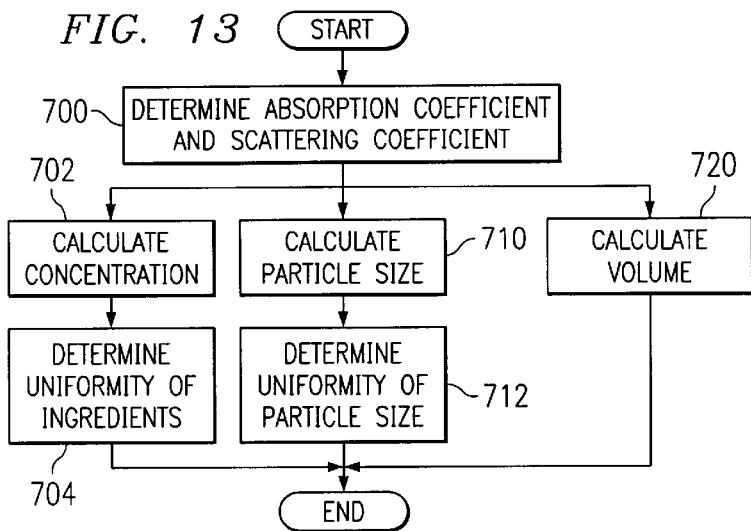 FIG. 13
START
700
DETERMINE ABSORPTION COEFFICIENT
AND SCATTERING COEFFICIENT
702
720
CALCULATE
CONCENTRATION
CALCULATE
PARTICLE SIZE
710
CALCULATE
VOLUME
DETERMINE
UNIFORMITY OF
INGREDIENTS
DETERMINE
UNIFORMITY OF
PARTICLE SIZE
712
704
END